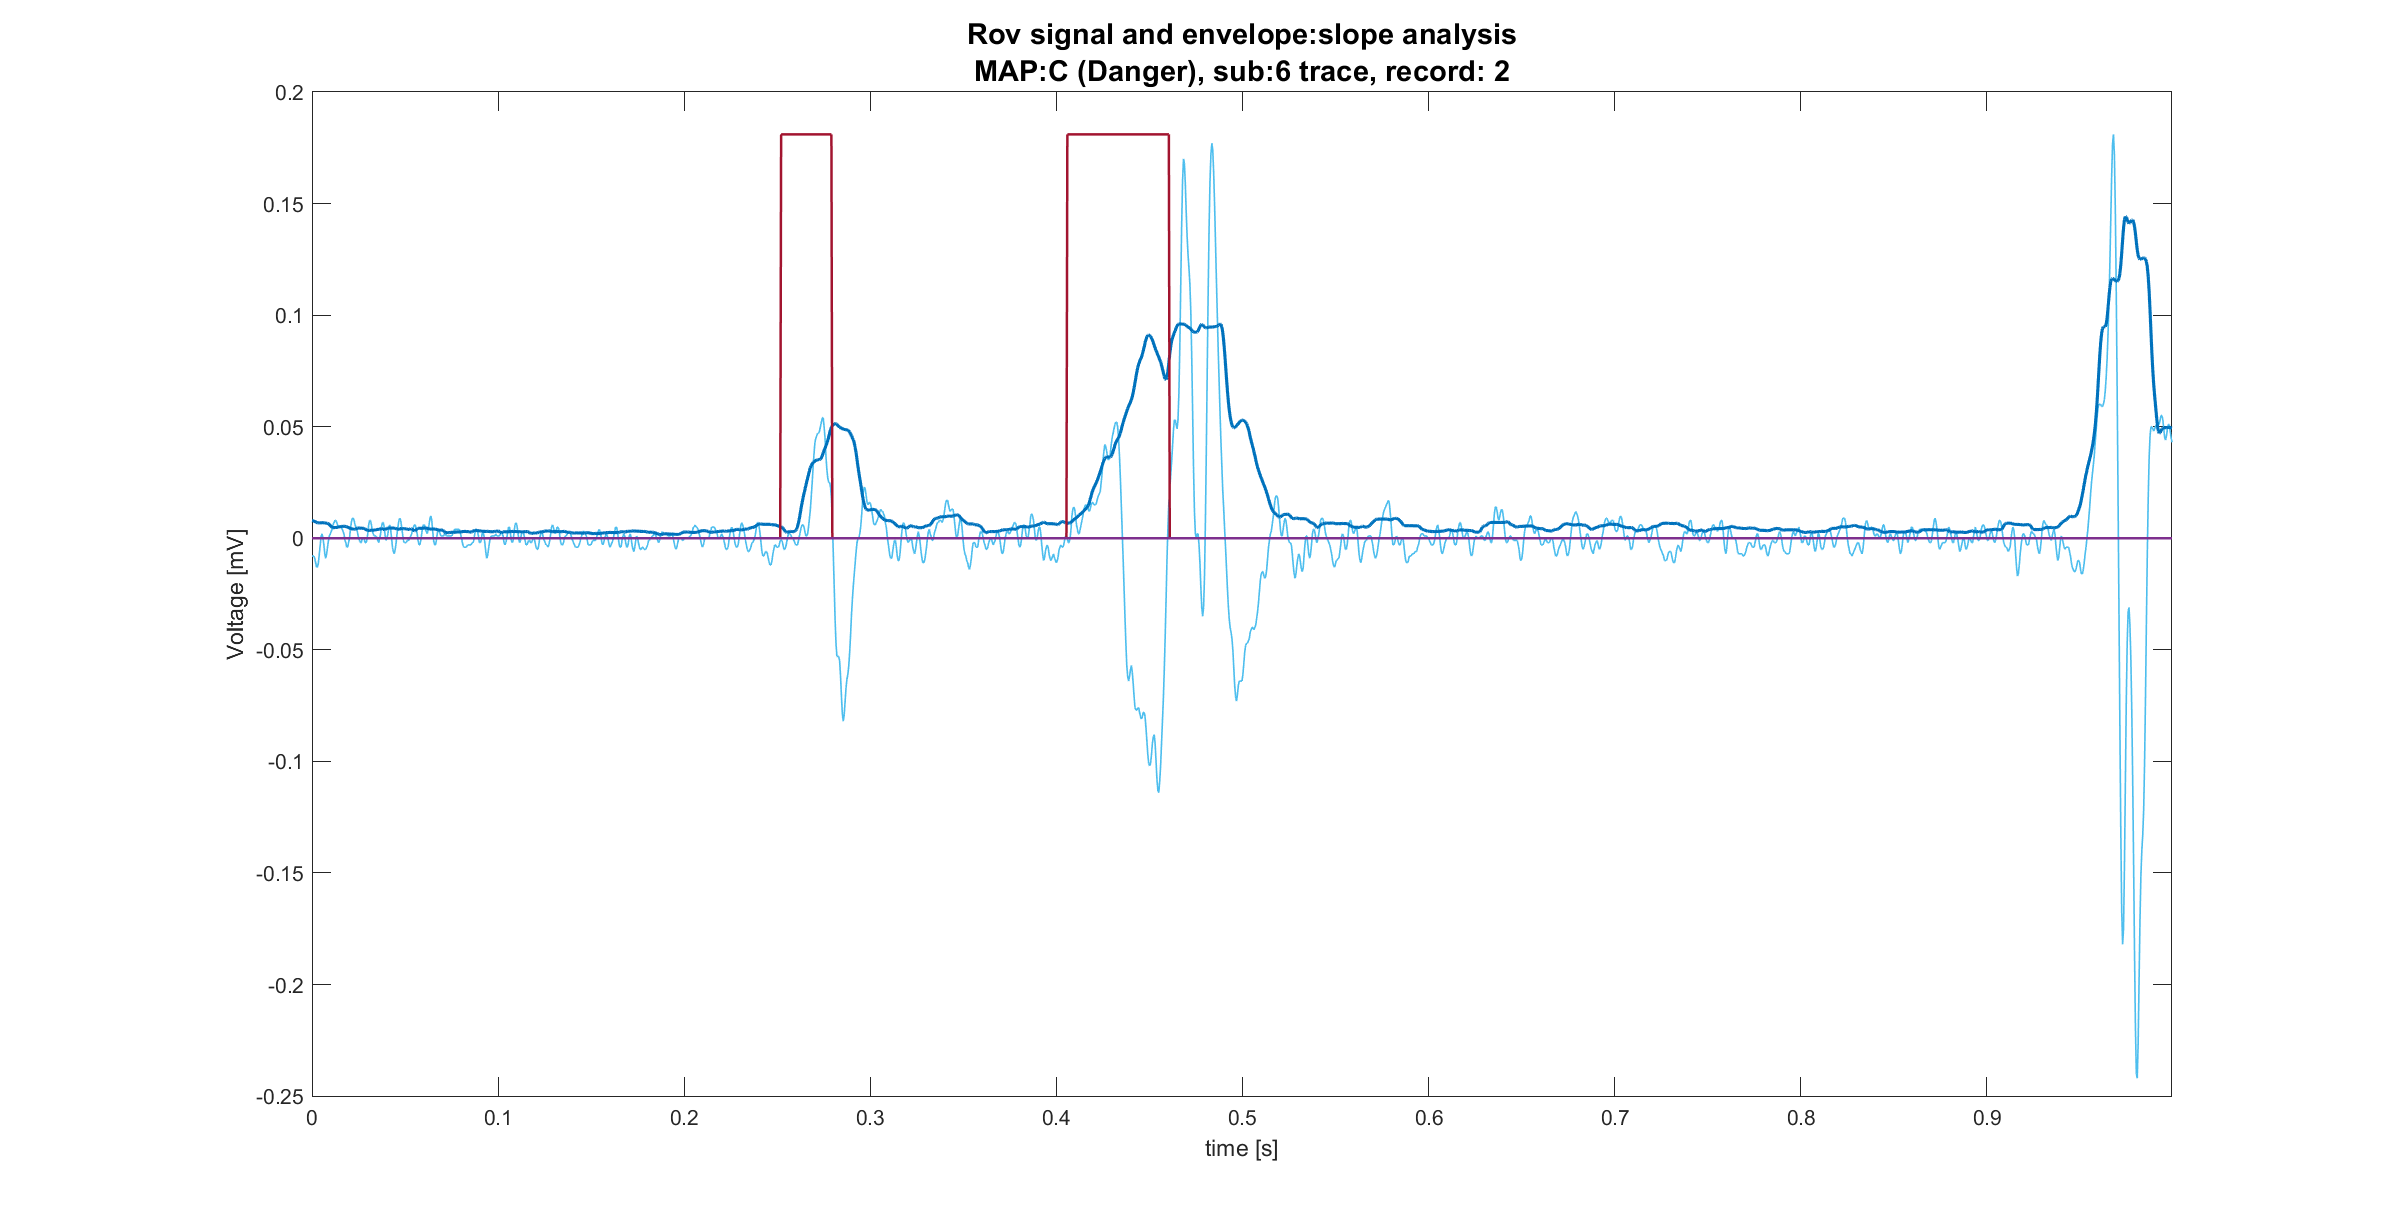 Rov signal and envelope:slope analysis
MAP:C (Danger), sub:6 trace, record: 2
0.2
0.15
0.1
0.05
0
-0.05
-0.1
-0.15
-0.2
-0.25
Voltage [mV]
0 0.1 0.2 0.3 0.4 0.5 0.6 0.7 0.8 0.9
time [s]